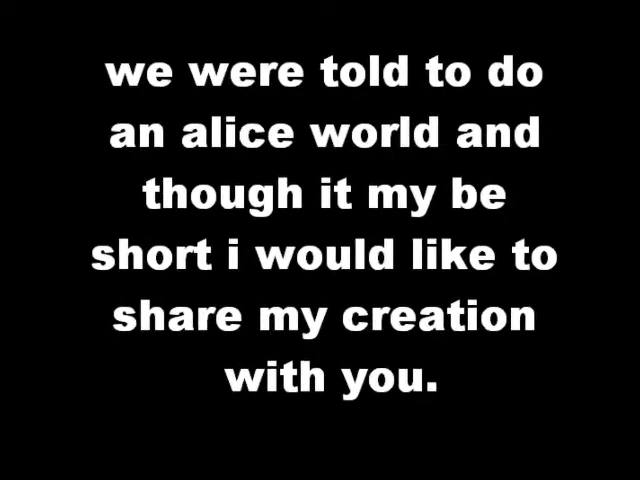 we were told to do
an alice world and
though it my be
short i would like to
share my creation
with you.